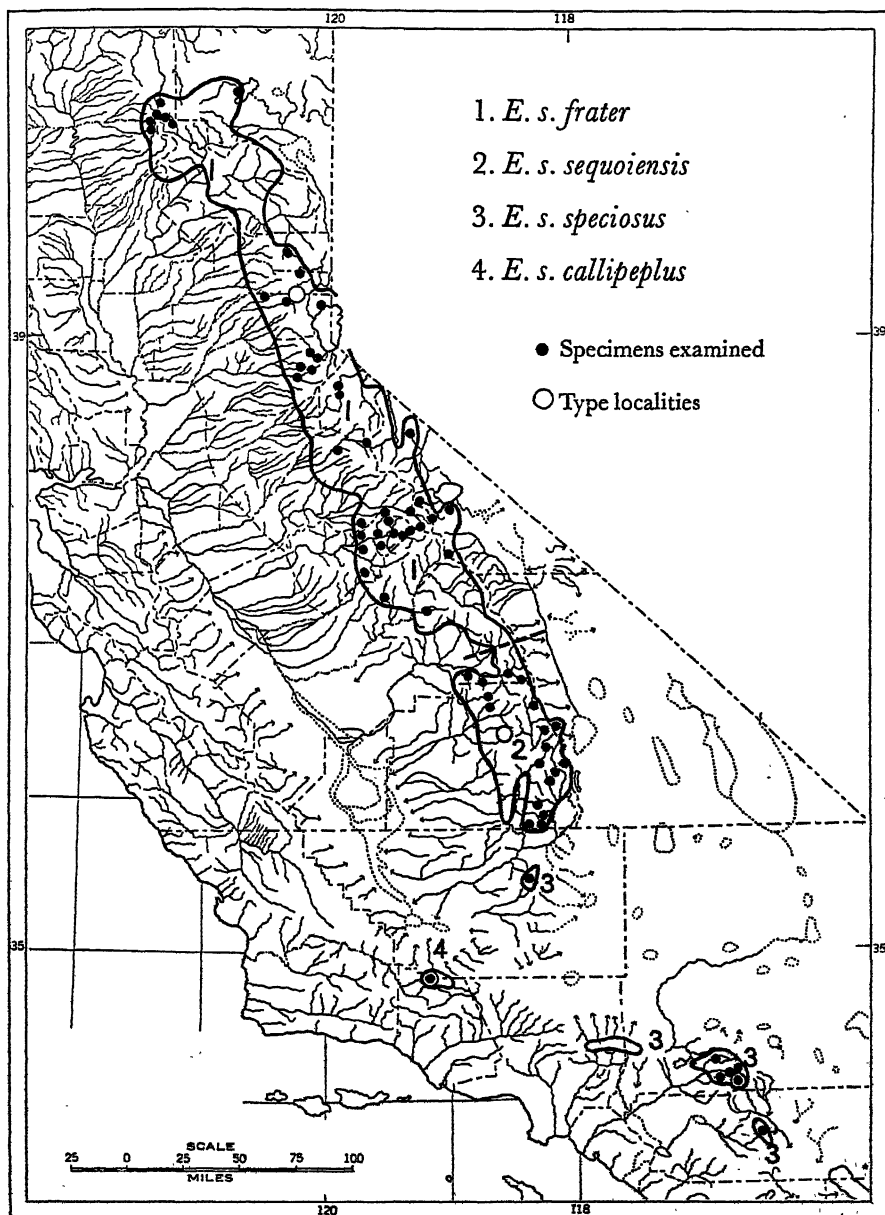 120
118
1. E. s. frater
2. E. s. sequoiensis
3. E. s. speciosus
4. E. s. callipeplus
39
39
Specimens examined
Type localities
1
1
1
2
3
4
35
35
3
3
3
SCALE
25 0 25 50 75 100
MILES
120
118